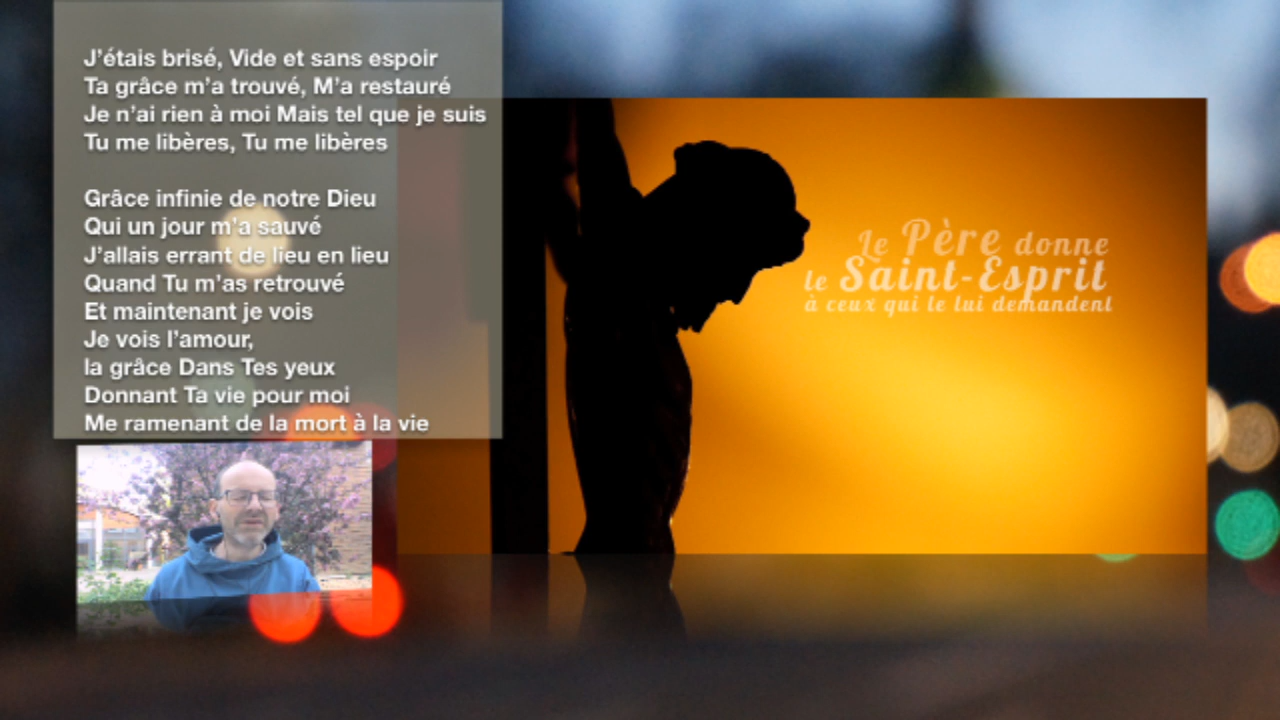 J’étais brisé, Vide et sans espoir
Ta grâce m’a trouvé, M’a restauré
Je n’ai rien à moi Mais tel que je suis
Tu me libères, Tu me libères

Grâce infinie de notre Dieu
Qui un jour m’a sauvé
J’allais errant de lieu en lieu
Quand Tu m’as retrouvé
Et maintenant je vois
Je vois l’amour,
la grâce Dans Tes yeux
Donnant Ta vie pour moi
Me ramenant de la mort à la vie

Le Père donne
le Saint-Esprit
à ceux qui le lui demandent